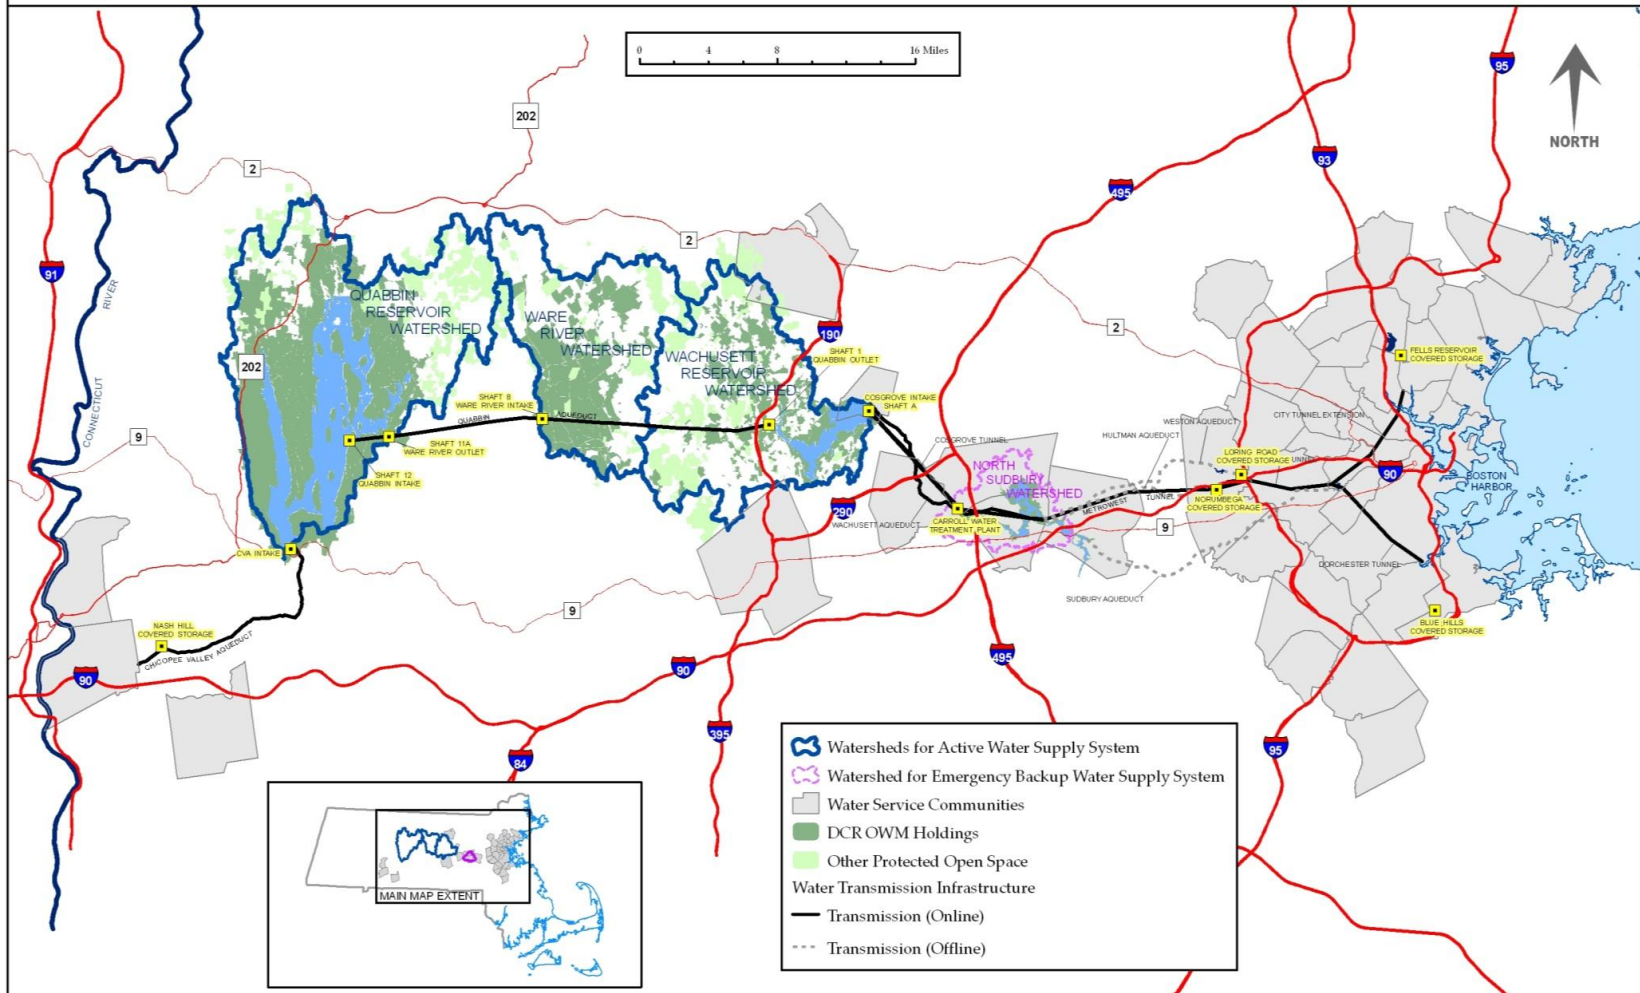 0 4 8 16 Miles
95
NORTH
202
93
2
495
91
2
RIVER
CONNECTICUT
QUABBIN
RESERVOIR
WATERSHED
WARE
RIVER
WATERSHED
WACHUSETT
RESERVOIR
WATERSHED
190
2
SHAFT 1
QUABBIN OUTLET
FELLS RESERVOIR
COVERED STORAGE
202
SHAFT 8
WARE RIVER INTAKE
COSGROVE INTAKE
SHAFT A
QUABBIN
AQUEDUCT
CITY TUNNEL EXTENSION
WESTON AQUEDUCT
HULTMAN AQUEDUCT
9
SHAFT 11A
WARE RIVER OUTLET
COSGROVE TUNNEL
LORING ROAD
COVERED STORAGE
SHAFT 12
QUABBIN INTAKE
NORTH
SUDBURY
WATERSHED
90
BOSTON
HARBOR
METROWEST
TUNNEL
NORUMBEGA
COVERED STORAGE
290
WACHUSETT AQUEDUCT
CARROLL WATER
TREATMENT PLANT
9
CVA INTAKE
DORCHESTER TUNNEL
SUDBURY AQUEDUCT
9
NASH HILL
COVERED STORAGE
CHICOPEE VALLEY AQUEDUCT
BLUE HILLS
COVERED STORAGE
90
90
495
395
84
95
Watersheds for Active Water Supply System
Watershed for Emergency Backup Water Supply System
Water Service Communities
DCR OWM Holdings
Other Protected Open Space
Water Transmission Infrastructure
Transmission (Online)
Transmission (Offline)
MAIN MAP EXTENT